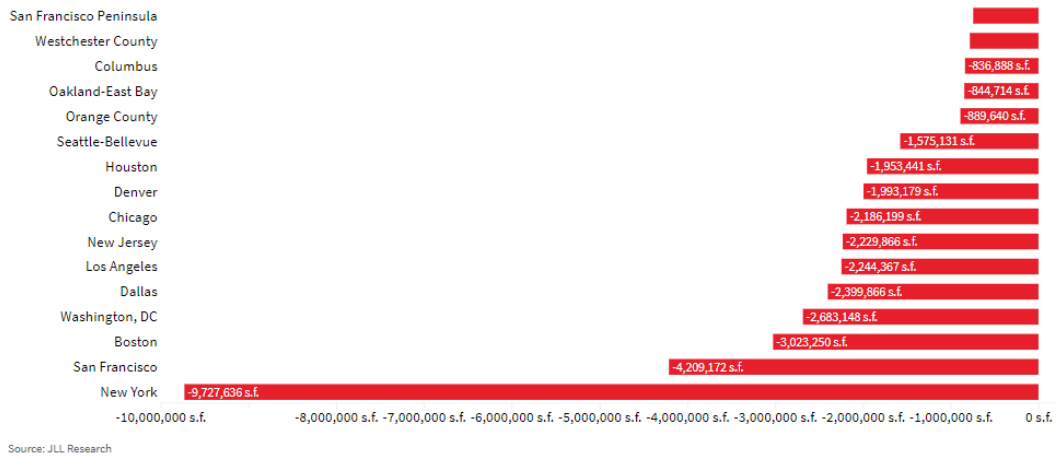 San Francisco Peninsula
Westchester County
Columbus -836,888 s.f.
Oakland-East Bay -844,714 s.f.
Orange County -889,640 s.f.
Seattle-Bellevue -1,575,131 s.f.
Houston -1,953,441 s.f.
Denver -1,993,179 s.f.
Chicago -2,186,199 s.f.
New Jersey -2,229,866 s.f.
Los Angeles -2,244,367 s.f.
Dallas -2,399,866 s.f.
Washington, DC -2,683,148 s.f.
Boston -3,023,250 s.f.
San Francisco -4,209,172 s.f.
New York -9,727,636 s.f.
-10,000,000 s.f. -8,000,000 s.f. -7,000,000 s.f. -6,000,000 s.f. -5,000,000 s.f. -4,000,000 s.f. -3,000,000 s.f. -2,000,000 s.f. -1,000,000 s.f. 0 s.f.
Source: JLL Research